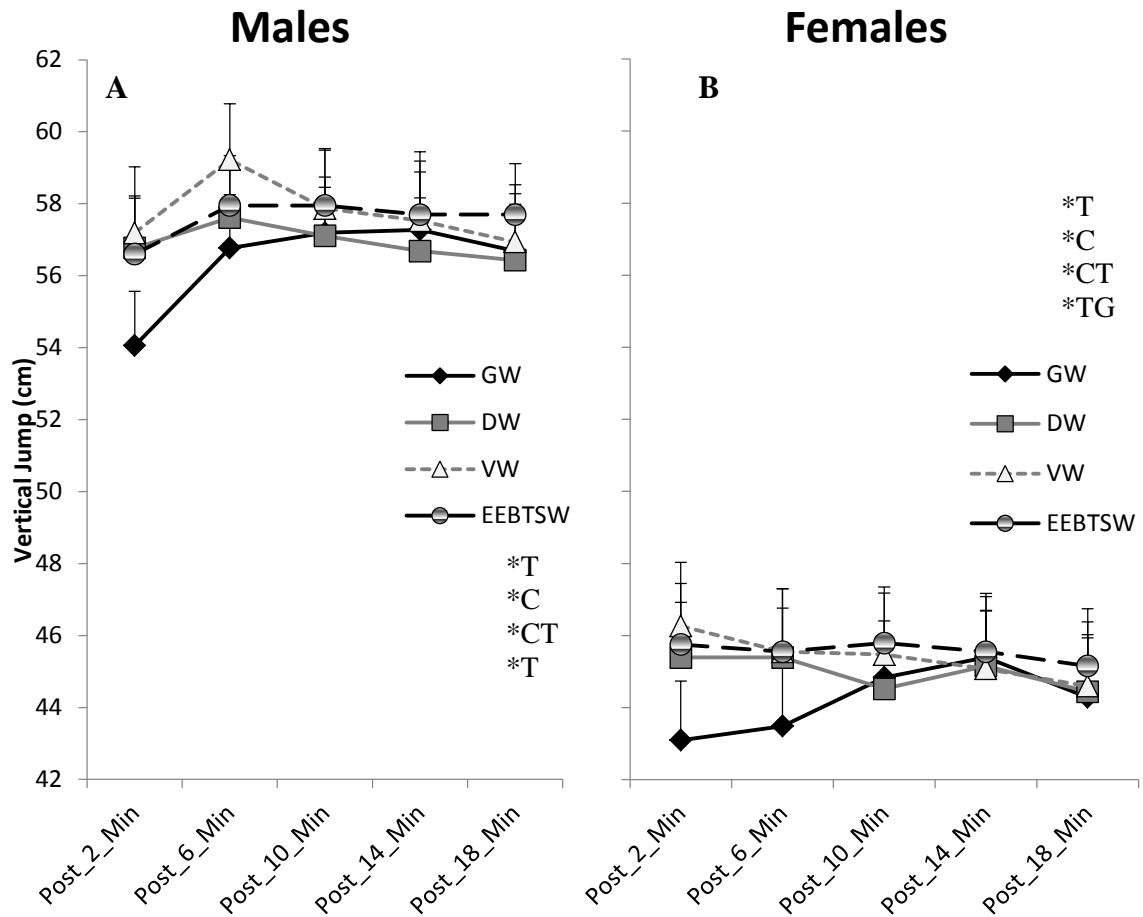 Males
Females
A
B
Vertical Jump (cm)
62
60
58
56
54
52
50
48
46
44
42
GW
DW
VW
EEBTSW
*T
*C
*CT
*T
*T
*C
*CT
*TG
GW
DW
VW
EEBTSW
Post_2_Min
Post_6_Min
Post_10_Min
Post_14_Min
Post_18_Min
Post_2_Min
Post_6_Min
Post_10_Min
Post_14_Min
Post_18_Min